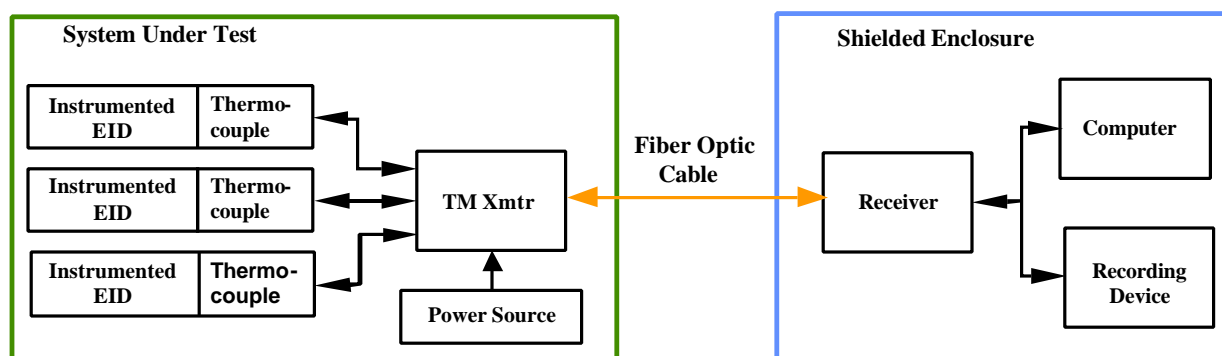 System Under Test
Instrumented
EID
Thermo-
couple
Instrumented
EID
Thermo-
couple
Instrumented
EID
Thermo-
couple
TM Xmtr
Power Source
Fiber Optic
Cable
Shielded Enclosure
Receiver
Computer
Recording
Device